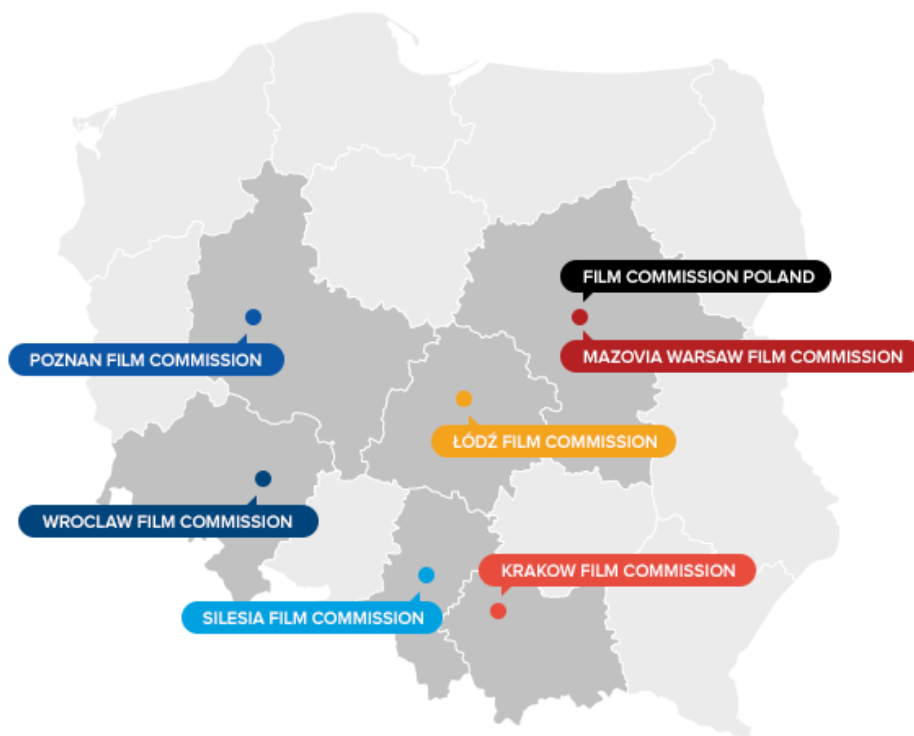 FILM COMMISSION POLAND
POZNAN FILM COMMISSION
MAZOVIA WARSAW FILM COMMISSION
ŁÓDŹ FILM COMMISSION
WROCLAW FILM COMMISSION
KRAKOW FILM COMMISSION
SILESIA FILM COMMISSION